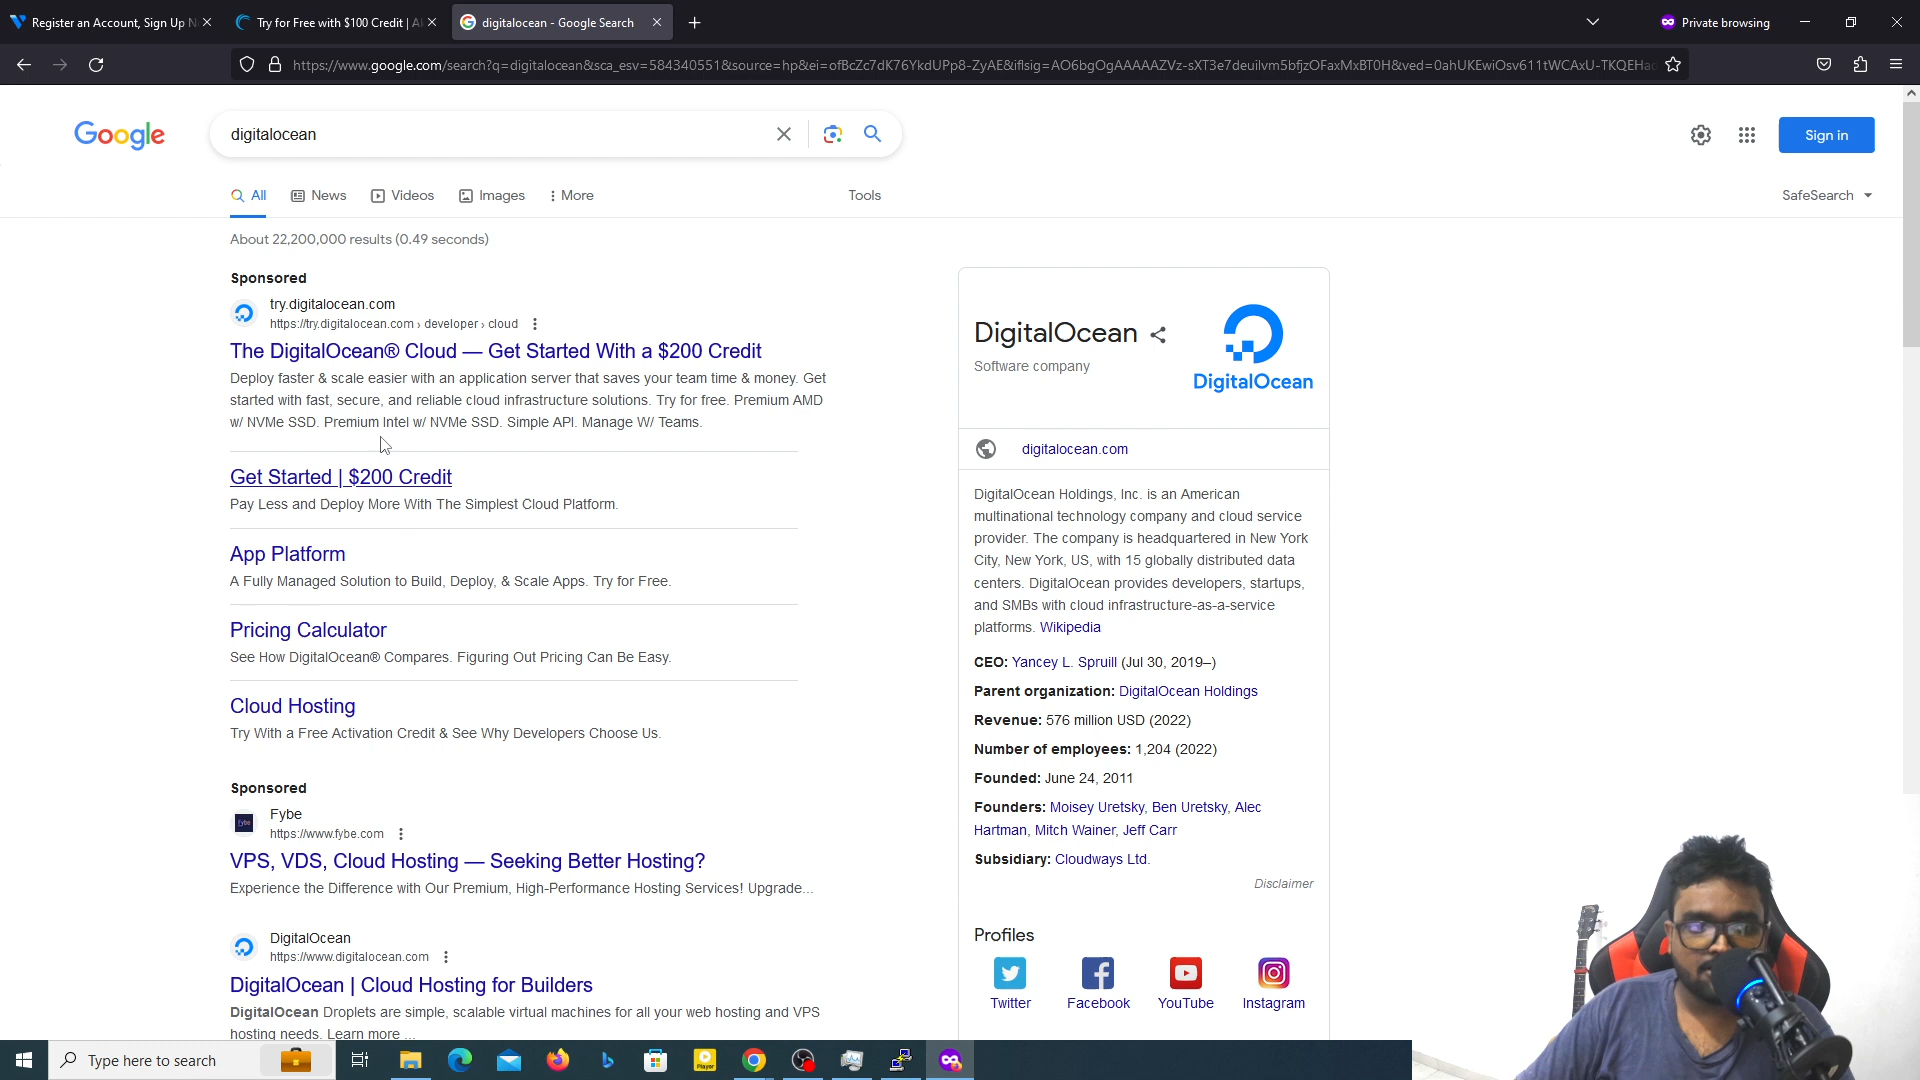 Register an Account, Sign Up N
Try for Free with $100 Credit | A
digitalocean - Google Search
Private browsing
https://www.google.com/search?q=digitalocean&sca_esv=584340551&source=hp&ei=ofBcZc7dK76YkdUPp8-ZyAE&iflsig=AO6bgOgAAAAAZVz-sXT3e7deuilvm5bfjzOFaxMxBT0H&ved=0ahUKEwiOsv611tWCAxU-TKQEHa
Google
digitalocean
Sign in
All
News
Videos
Images
More
Tools
SafeSearch
About 22,200,000 results (0.49 seconds)
Sponsored
try.digitalocean.com
https://try.digitalocean.com › developer › cloud
The DigitalOcean® Cloud — Get Started With a $200 Credit
Deploy faster & scale easier with an application server that saves your team time & money. Get
started with fast, secure, and reliable cloud infrastructure solutions. Try for free. Premium AMD
w/ NVMe SSD. Premium Intel w/ NVMe SSD. Simple API. Manage W/ Teams.
Get Started | $200 Credit
Pay Less and Deploy More With The Simplest Cloud Platform.
App Platform
A Fully Managed Solution to Build, Deploy, & Scale Apps. Try for Free.
Pricing Calculator
See How DigitalOcean® Compares. Figuring Out Pricing Can Be Easy.
Cloud Hosting
Try With a Free Activation Credit & See Why Developers Choose Us.
Sponsored
Fybe
https://www.fybe.com
VPS, VDS, Cloud Hosting — Seeking Better Hosting?
Experience the Difference with Our Premium, High-Performance Hosting Services! Upgrade...
DigitalOcean
https://www.digitalocean.com
DigitalOcean | Cloud Hosting for Builders
DigitalOcean Droplets are simple, scalable virtual machines for all your web hosting and VPS
hosting needs. Learn more ...
DigitalOcean
Software company
DigitalOcean
digitalocean.com
DigitalOcean Holdings, Inc. is an American
multinational technology company and cloud service
provider. The company is headquartered in New York
City, New York, US, with 15 globally distributed data
centers. DigitalOcean provides developers, startups,
and SMBs with cloud infrastructure-as-a-service
platforms. Wikipedia
CEO: Yancey L. Spruill (Jul 30, 2019–)
Parent organization: DigitalOcean Holdings
Revenue: 576 million USD (2022)
Number of employees: 1,204 (2022)
Founded: June 24, 2011
Founders: Moisey Uretsky, Ben Uretsky, Alec
Hartman, Mitch Wainer, Jeff Carr
Subsidiary: Cloudways Ltd.
Disclaimer
Profiles
Twitter
Facebook
YouTube
Instagram
Type here to search
Player